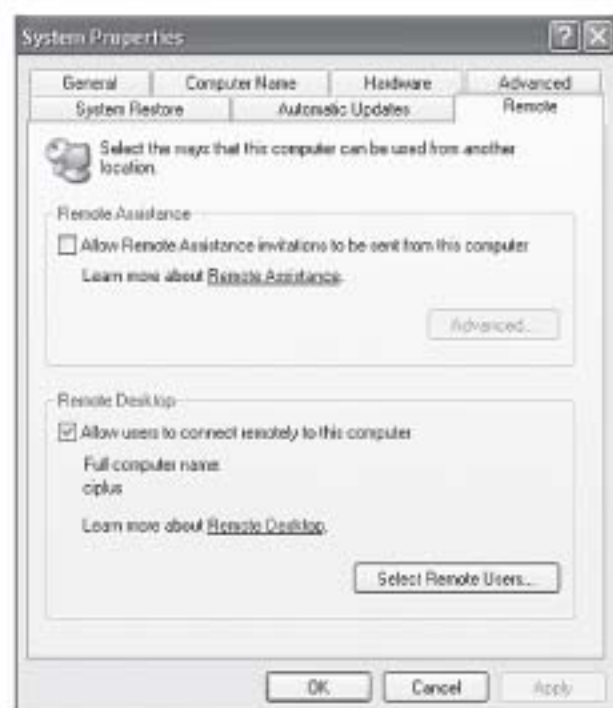 System Properties
General
Computer Name
Hardware
Advanced
System Restore
Automatic Updates
Remote
Select the ways that this computer can be used from another
location.
Remote Assistance
Allow Remote Assistance invitations to be sent from this computer
Learn more about Remote Assistance.
Advanced...
Remote Desktop
Allow users to connect remotely to this computer
Full computer name:
ciplus
Learn more about Remote Desktop.
Select Remote Users...
OK
Cancel
Apply